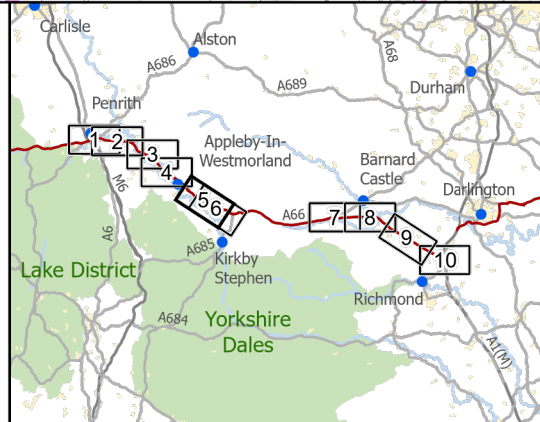 Carlisle
Alston
A68
A686
A689
Durham
Penrith
Appleby-In-
Westmorland
Barnard
Castle
Darlington
1
2
3
4
5
6
7
8
9
10
M6
A6
A66
A685
Kirkby
Stephen
Lake District
Richmond
A684
Yorkshire
Dales
A1(M)